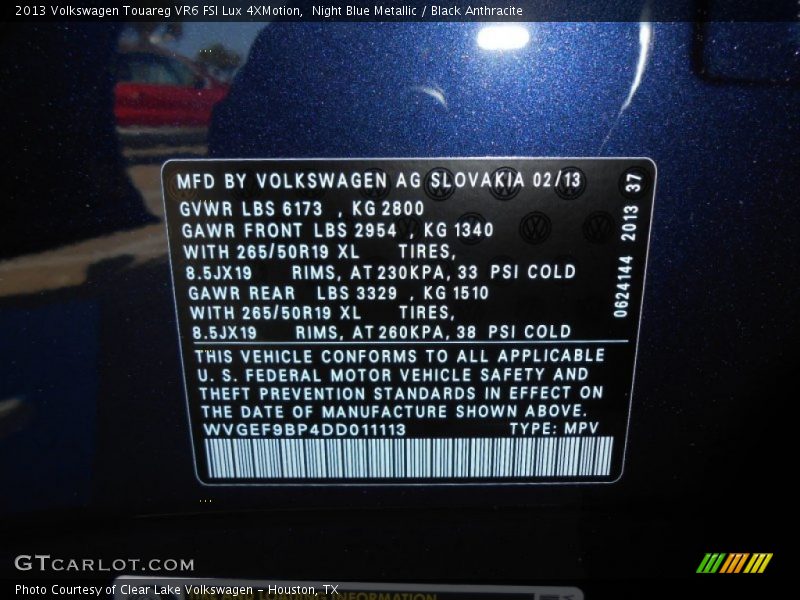 2013 Volkswagen Touareg VR6 FSI Lux 4XMotion,  Night Blue Metallic / Black Anthracite
MFD BY VOLKSWAGEN AG SLOVAKIA 02/13
GVWR LBS 6173 , KG 2800
GAWR FRONT LBS 2954 , KG 1340
WITH 265/50R19 XL TIRES,
8.5JX19 RIMS, AT 230KPA, 33 PSI COLD
GAWR REAR LBS 3329 , KG 1510
WITH 265/50R19 XL TIRES,
8.5JX19 RIMS, AT 260KPA, 38 PSI COLD
0624144 2013 37
THIS VEHICLE CONFORMS TO ALL APPLICABLE
U. S. FEDERAL MOTOR VEHICLE SAFETY AND
THEFT PREVENTION STANDARDS IN EFFECT ON
THE DATE OF MANUFACTURE SHOWN ABOVE.
WVGEF9BP4DD011113 TYPE: MPV
GTCARLOT.COM
Photo Courtesy of Clear Lake Volkswagen - Houston, TX
LOADING INFORMATION